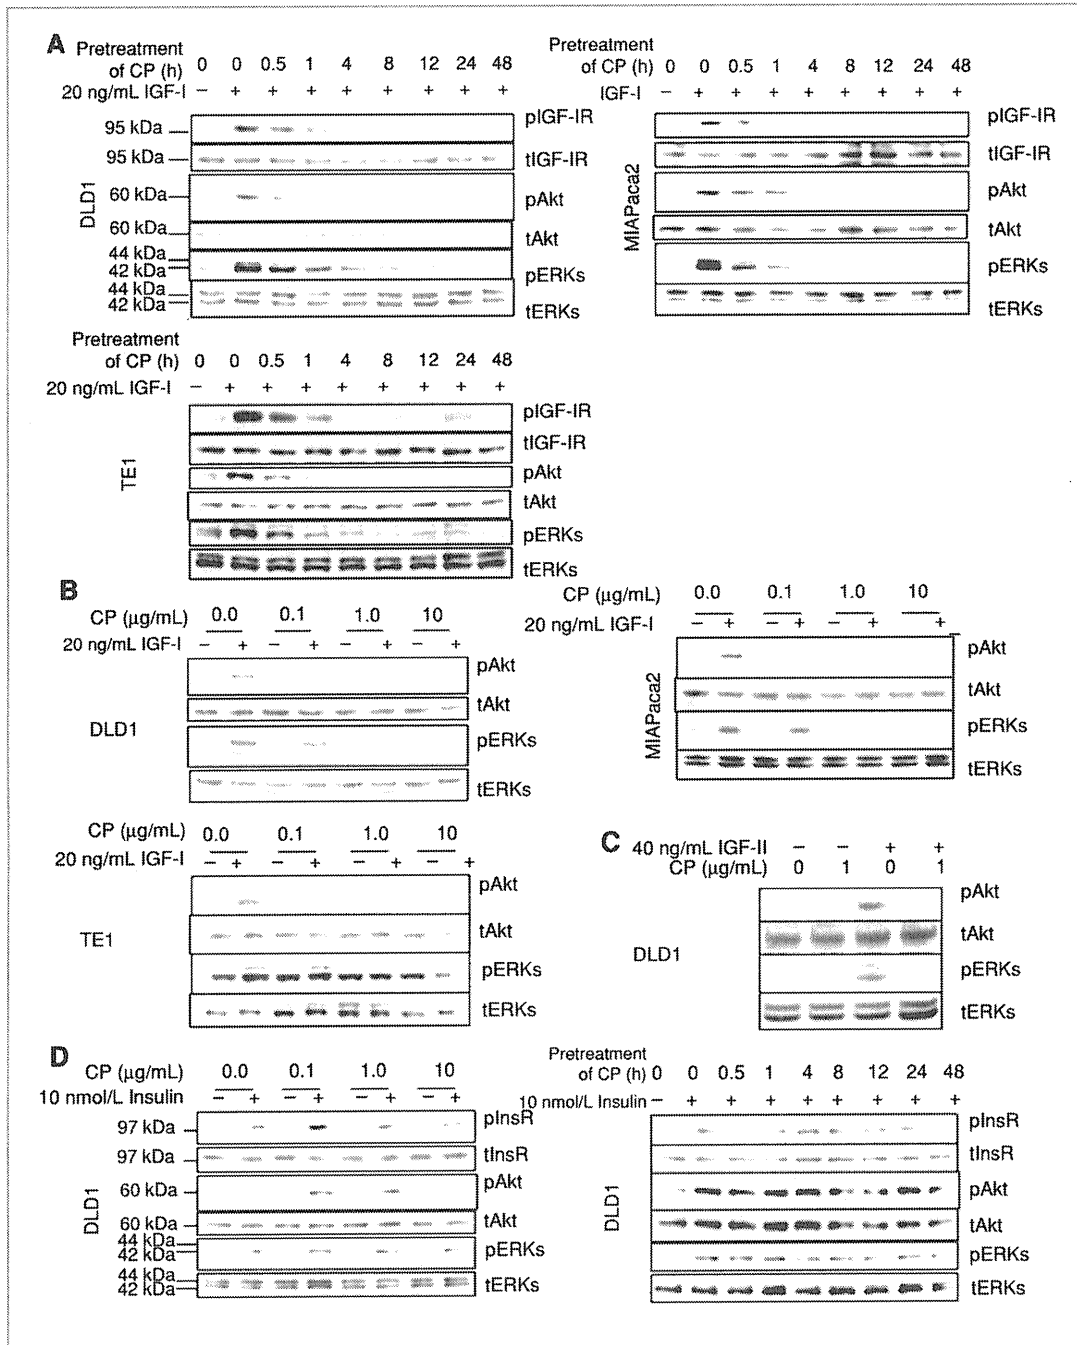 A
Pretreatment
of CP (h) 0 0 0.5 1 4 8 12 24 48
20 ng/mL IGF-I − + + + + + + + +
95 kDa pIGF-IR
95 kDa tIGF-IR
60 kDa pAkt
60 kDa tAkt
44 kDa
42 kDa pERKs
44 kDa
42 kDa tERKs
DLD1
Pretreatment
of CP (h) 0 0 0.5 1 4 8 12 24 48
IGF-I − + + + + + + + +
pIGF-IR
tIGF-IR
pAkt
tAkt
pERKs
tERKs
MIAPaca2
Pretreatment
of CP (h) 0 0 0.5 1 4 8 12 24 48
20 ng/mL IGF-I − + + + + + + + +
pIGF-IR
tIGF-IR
pAkt
tAkt
pERKs
tERKs
TE1
B
CP (µg/mL) 0.0 0.1 1.0 10
20 ng/mL IGF-I − + − + − + − +
pAkt
tAkt
pERKs
tERKs
DLD1
CP (µg/mL) 0.0 0.1 1.0 10
20 ng/mL IGF-I − + − + − + − +
pAkt
tAkt
pERKs
tERKs
MIAPaca2
CP (µg/mL) 0.0 0.1 1.0 10
20 ng/mL IGF-I − + − + − + − +
pAkt
tAkt
pERKs
tERKs
TE1
C
40 ng/mL IGF-II − − + +
CP (µg/mL) 0 1 0 1
pAkt
tAkt
pERKs
tERKs
DLD1
D
CP (µg/mL) 0.0 0.1 1.0 10
10 nmol/L Insulin − + − + − + − +
97 kDa pInsR
97 kDa tInsR
60 kDa pAkt
60 kDa tAkt
44 kDa
42 kDa pERKs
44 kDa
42 kDa tERKs
DLD1
Pretreatment
of CP (h) 0 0 0.5 1 4 8 12 24 48
10 nmol/L Insulin − + + + + + + + +
pInsR
tInsR
pAkt
tAkt
pERKs
tERKs
DLD1